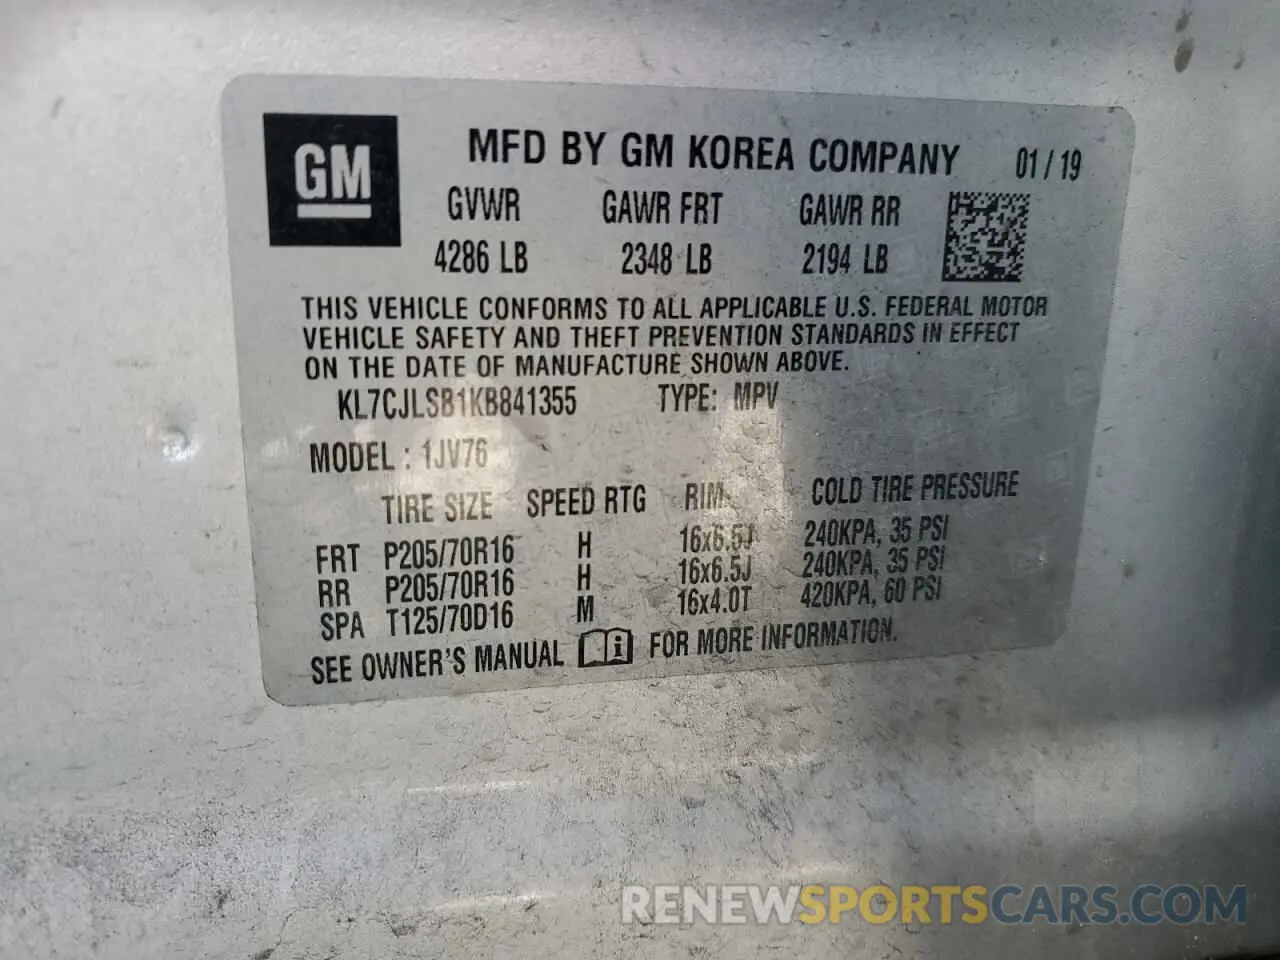 GM
MFD BY GM KOREA COMPANY 01/19
GVWR GAWR FRT GAWR RR
4286 LB 2348 LB 2194 LB
THIS VEHICLE CONFORMS TO ALL APPLICABLE U.S. FEDERAL MOTOR
VEHICLE SAFETY AND THEFT PREVENTION STANDARDS IN EFFECT
ON THE DATE OF MANUFACTURE SHOWN ABOVE.
KL7CJLSB1KB841355 TYPE: MPV
MODEL : 1JV76
TIRE SIZE SPEED RTG RIM COLD TIRE PRESSURE
FRT P205/70R16 H 16x6.5J 240KPA, 35 PSI
RR P205/70R16 H 16x6.5J 240KPA, 35 PSI
SPA T125/70D16 M 16x4.0T 420KPA, 60 PSI
SEE OWNER'S MANUAL FOR MORE INFORMATION.
RENEWSPORTSCARS.COM